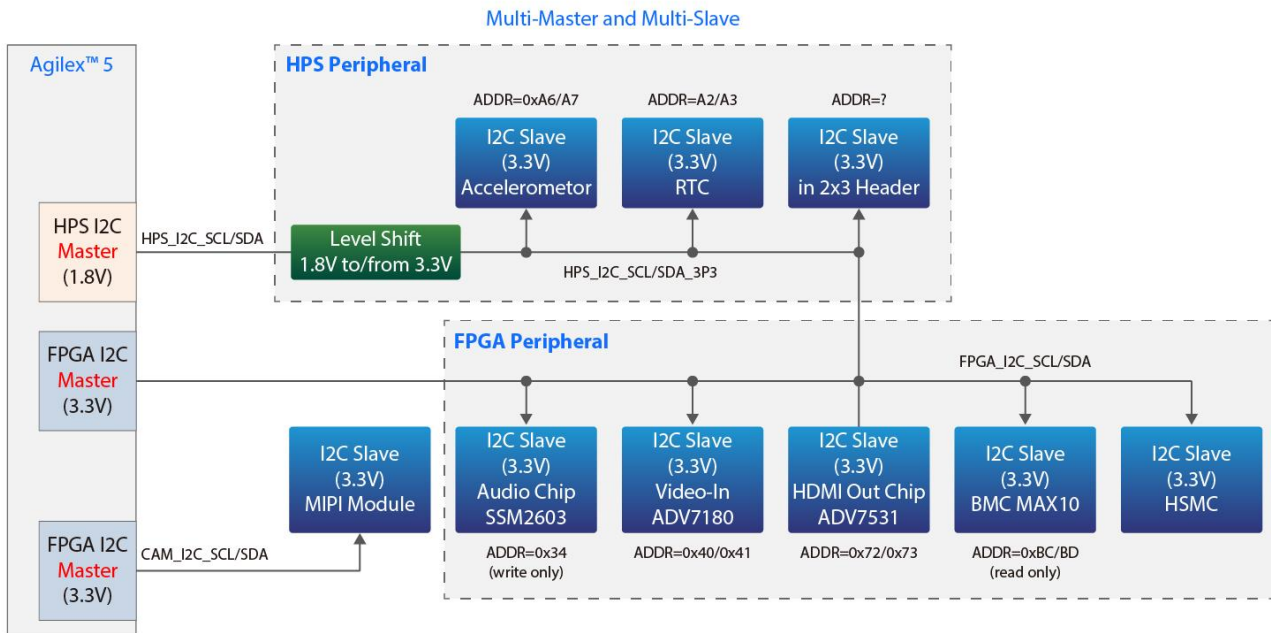 Multi-Master and Multi-Slave
Agilex™ 5
HPS Peripheral
ADDR=0xA6/A7
ADDR=A2/A3
ADDR=?
I2C Slave
(3.3V)
Accelerometor
I2C Slave
(3.3V)
RTC
I2C Slave
(3.3V)
in 2x3 Header
HPS I2C
Master
(1.8V)
HPS_I2C_SCL/SDA
Level Shift
1.8V to/from 3.3V
HPS_I2C_SCL/SDA_3P3
FPGA I2C
Master
(3.3V)
FPGA Peripheral
FPGA_I2C_SCL/SDA
I2C Slave
(3.3V)
MIPI Module
I2C Slave
(3.3V)
Audio Chip
SSM2603
I2C Slave
(3.3V)
Video-In
ADV7180
I2C Slave
(3.3V)
HDMI Out Chip
ADV7531
I2C Slave
(3.3V)
BMC MAX10
I2C Slave
(3.3V)
HSMC
FPGA I2C
Master
(3.3V)
CAM_I2C_SCL/SDA
ADDR=0x34
(write only)
ADDR=0x40/0x41
ADDR=0x72/0x73
ADDR=0xBC/BD
(read only)